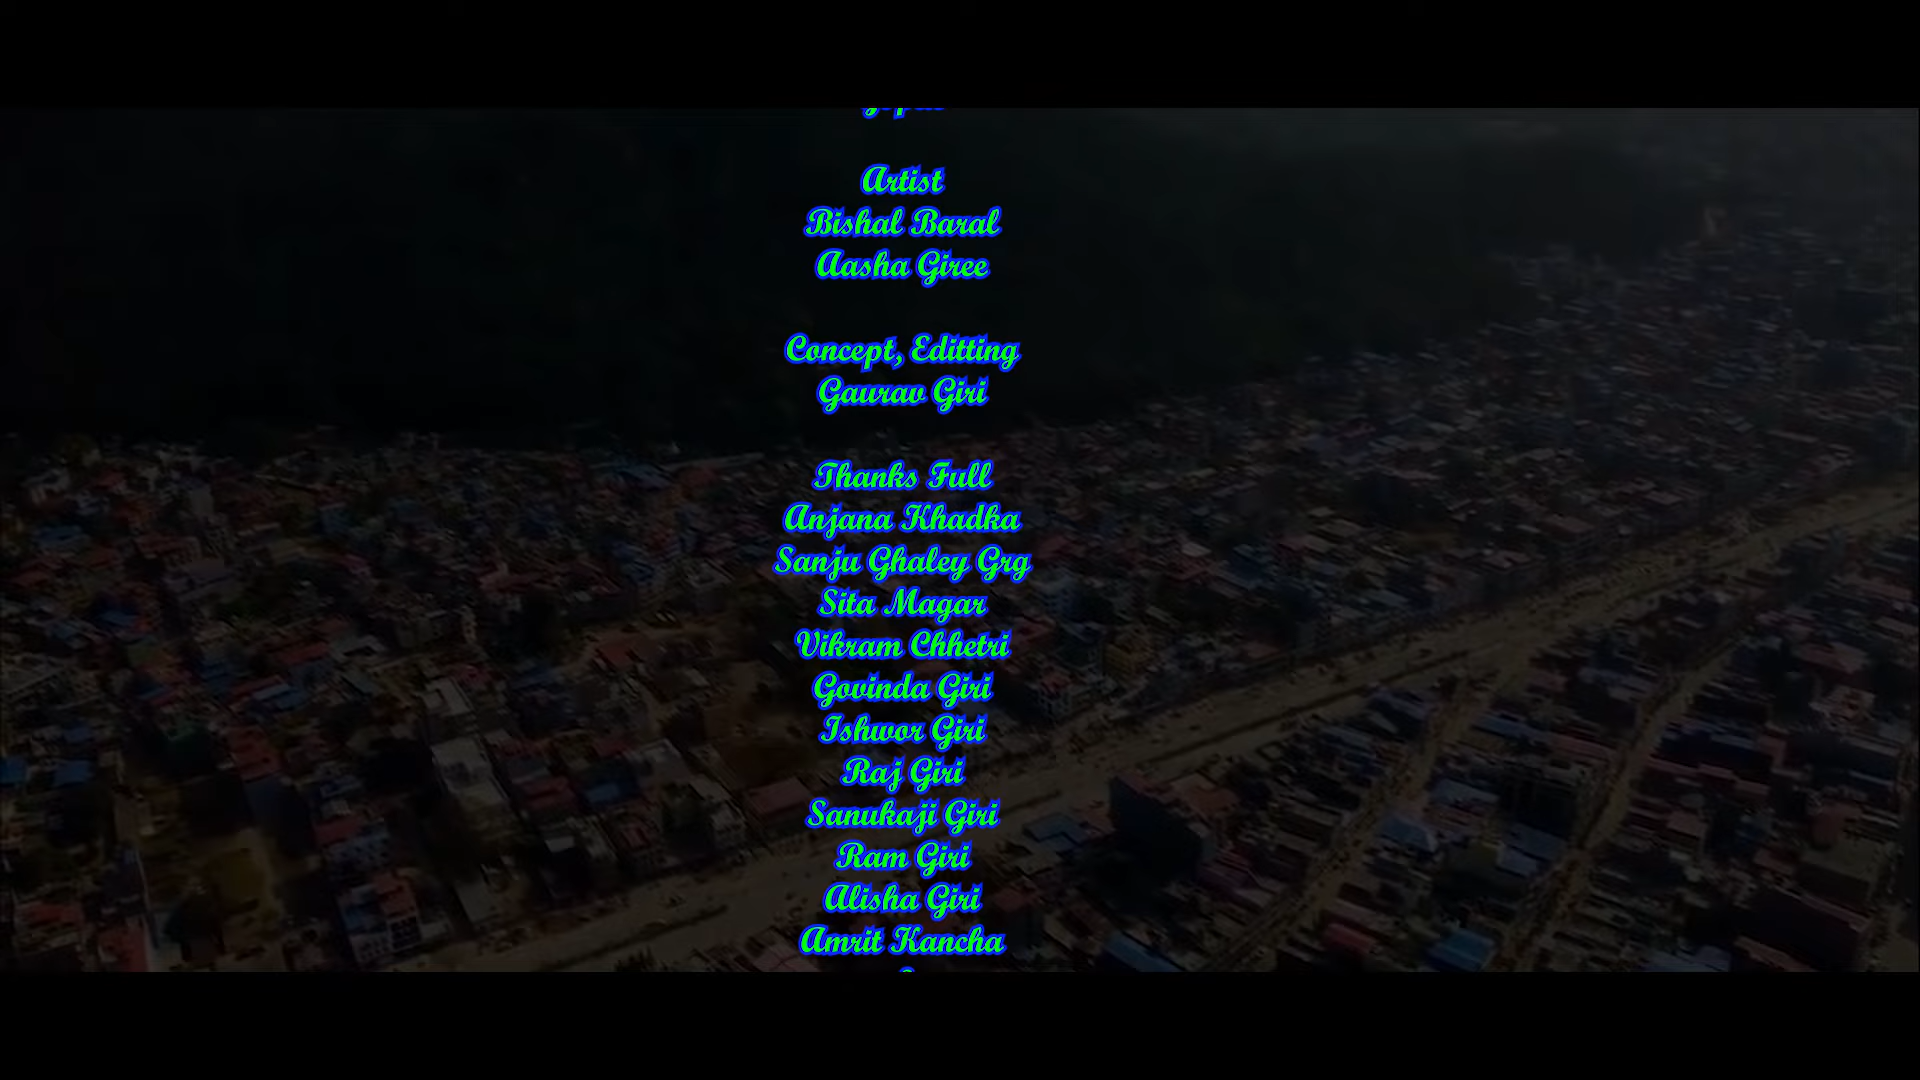 Artist
Bishal Baral
Aasha Giree
Concept, Editting
Gaurav Giri
Thanks Full
Anjana Khadka
Sanju Ghaley Grg
Sita Magar
Vikram Chhetri
Govinda Giri
Ishwor Giri
Raj Giri
Sanukaji Giri
Ram Giri
Alisha Giri
Amrit Kancha